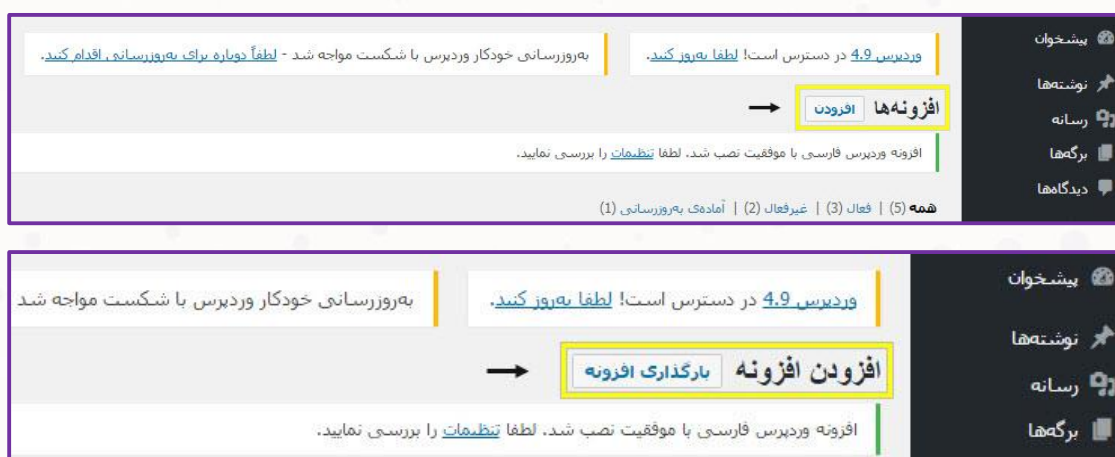 پیشخوان
نوشته‌ها
رسانه
برگه‌ها
دیدگاه‌ها
وردپرس 4.9 در دسترس است! لطفا به‌روز کنید.
به‌روزرسانی خودکار وردپرس با شکست مواجه شد - لطفاً دوباره برای به‌روزرسانی اقدام کنید.
افزونه‌ها افزودن
افزونه وردپرس فارسی با موفقیت نصب شد. لطفا تنظیمات را بررسی نمایید.
همه (5) | فعال (3) | غیرفعال (2) | آماده‌ی به‌روزرسانی (1)
پیشخوان
نوشته‌ها
رسانه
برگه‌ها
وردپرس 4.9 در دسترس است! لطفا به‌روز کنید.
به‌روزرسانی خودکار وردپرس با شکست مواجه شد
افزودن افزونه بارگذاری افزونه
افزونه وردپرس فارسی با موفقیت نصب شد. لطفا تنظیمات را بررسی نمایید.